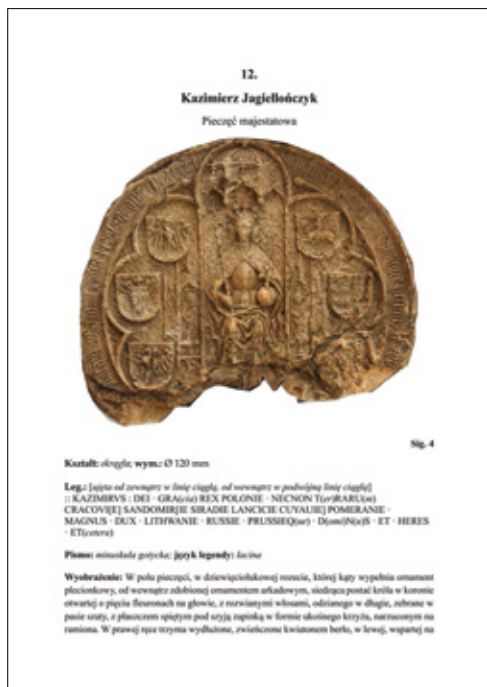 12.
Kazimierz Jagiellończyk
Pieczęć majestatowa
Sig. 4
Kształt: okrągła; wym.: Ø 120 mm
Leg.: [ujęta od zewnątrz w linię ciągłą, od wewnątrz w podwójną linię ciągłą]
:: KAZIMIRVS : DEI · GRA(cia) REX POLONIE · NECNON T(er)RARU(m)
CRACOVI[E] SANDOMIR[IE SIRADIE LANCICIE CUYAUIE] POMERANIE ·
MAGNUS · DUX · LITHWANIE · RUSSIE · PRUSSIEQ(ue) · D(omi)N(u)S · ET · HERES
· ET(cetera)
Pismo: minuskuła gotycka; język legendy: łacina
Wyobrażenie: W polu pieczęci, w dziewięciołukowej rozecie, której kąty wypełnia ornament
plecionkowy, od wewnątrz zdobionej ornamentem arkadowym, siedząca postać króla w koronie
otwartej o pięciu fleuronach na głowie, z rozwianymi włosami, odzianego w długie, zebrane w
pasie szaty, z płaszczem spiętym pod szyją zapinką w formie ukośnego krzyża, narzuconym na
ramiona. W prawej ręce trzyma wydłużone, zwieńczone kwiatonem berło, w lewej, wspartej na